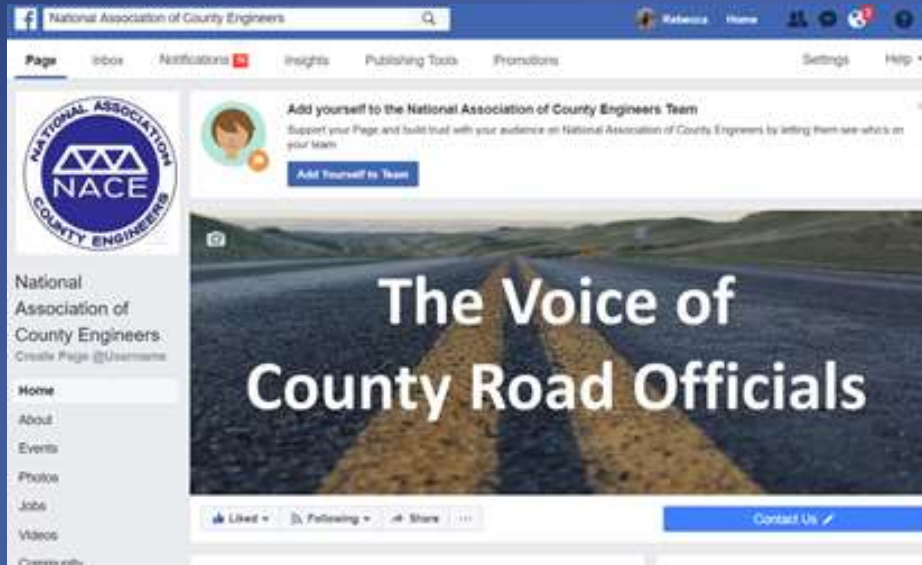 National Association of County Engineers
Rebecca Home
Page Inbox Notifications Insights Publishing Tools Promotions Settings Help
NATIONAL ASSOCIATION
NACE
COUNTY ENGINEERS
Add yourself to the National Association of County Engineers Team
Support your Page and build trust with your audience on National Association of County Engineers by letting them see who's on
your team
Add Yourself to Team
The Voice of
County Road Officials
National
Association of
County Engineers
Create Page @Username
Home
About
Events
Photos
Jobs
Videos
Community
Liked Following Share ...
Contact Us